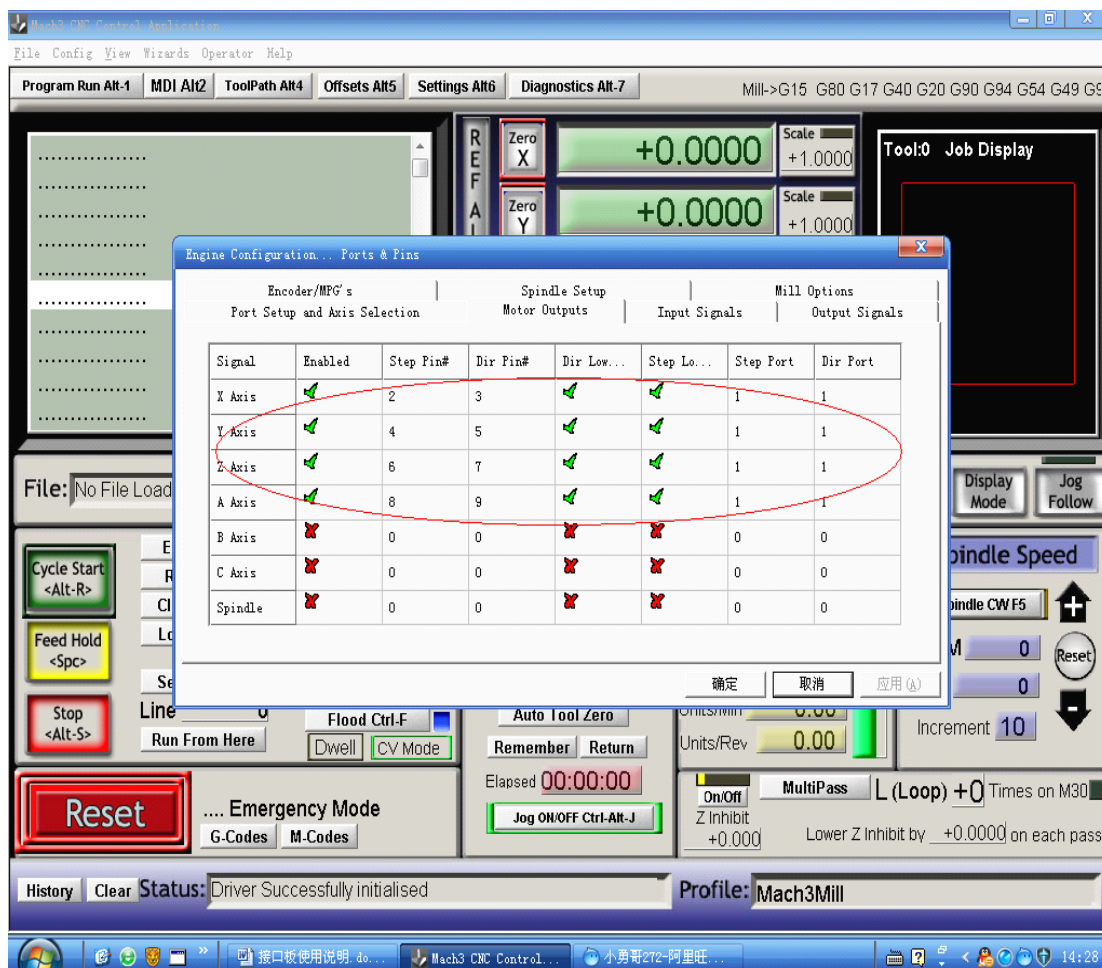 Mach3 CNC Control Application
File Config View Wizards Operator Help
Program Run Alt-1 MDI Alt2 ToolPath Alt4 Offsets Alt5 Settings Alt6 Diagnostics Alt-7 Mill->G15 G80 G17 G40 G20 G90 G94 G54 G49 G9
REF A
Zero X +0.0000 Scale +1.0000
Zero Y +0.0000 Scale +1.0000
Tool:0 Job Display
Engine Configuration... Ports & Pins
Encoder/MPG's Spindle Setup Mill Options
Port Setup and Axis Selection Motor Outputs Input Signals Output Signals
Signal Enabled Step Pin# Dir Pin# Dir Low... Step Lo... Step Port Dir Port
X Axis 2 3 1 1
Y Axis 4 5 1 1
Z Axis 6 7 1 1
A Axis 8 9 1 1
B Axis 0 0 0 0
C Axis 0 0 0 0
Spindle 0 0 0 0
确定 取消 应用(A)
File: No File Load
Display Mode Jog Follow
Cycle Start <Alt-R>
Feed Hold <Spc>
Stop <Alt-S>
pindle Speed
pindle CW F5
0 Reset
0
Increment 10
Line 0 Flood Ctrl-F
Run From Here Dwell CV Mode
Auto Tool Zero
Remember Return
Elapsed 00:00:00
Jog ON/OFF Ctrl-Alt-J
Units/Min 0.00
Units/Rev 0.00
Reset .... Emergency Mode
G-Codes M-Codes
On/Off Z Inhibit +0.000
MultiPass L (Loop) +0 Times on M30
Lower Z Inhibit by +0.0000 on each pass
History Clear Status: Driver Successfully initialised Profile: Mach3Mill
接口板使用说明.do... Mach3 CNC Control... 小勇哥272-阿里旺... 14:28